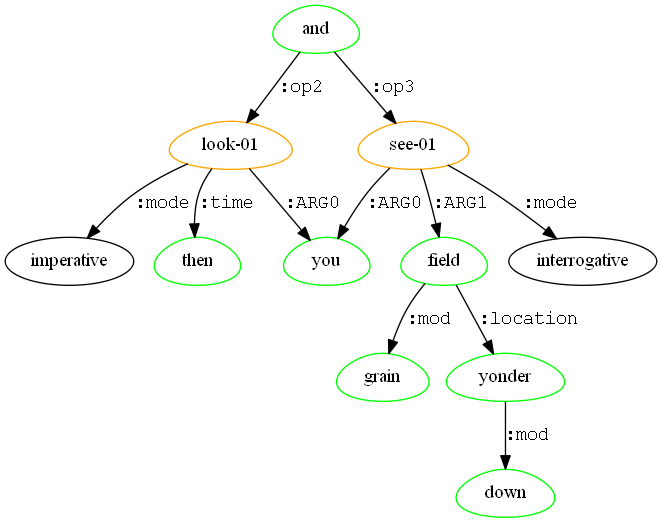 and
:op2 :op3
look-01 see-01
:mode :time :ARG0 :ARG0 :ARG1 :mode
imperative then you field interrogative
:mod :location
grain yonder
:mod
down